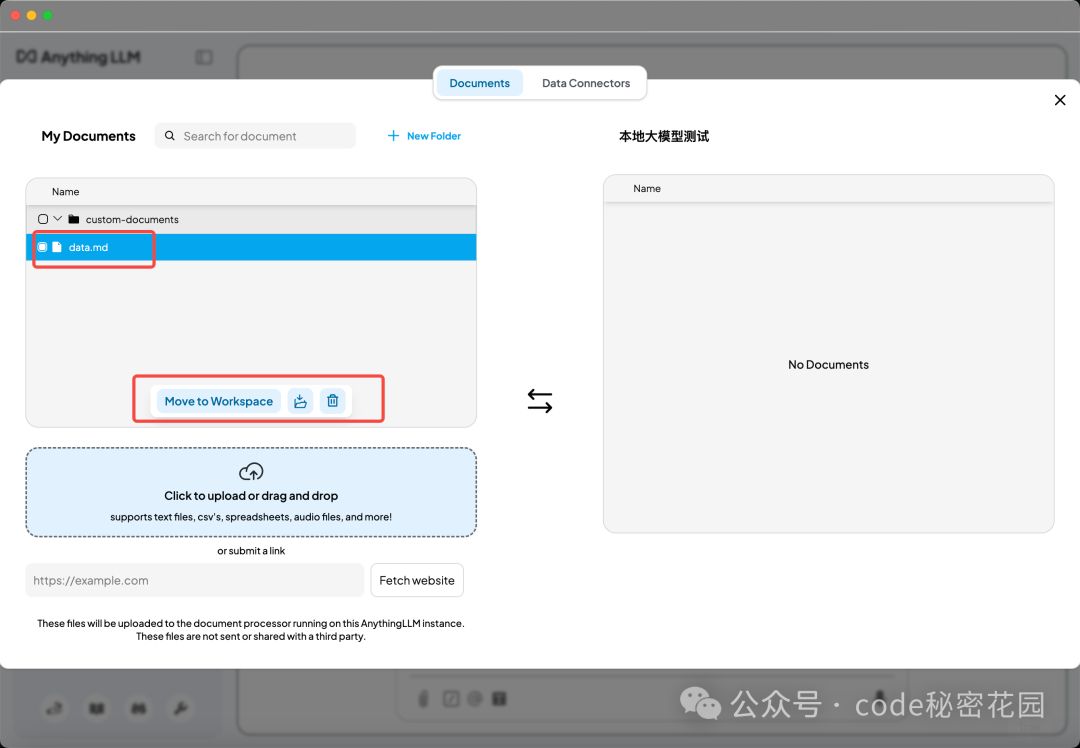 Anything LLM
Documents
Data Connectors
My Documents
Search for document
New Folder
Name
custom-documents
data.md
Move to Workspace
Click to upload or drag and drop
supports text files, csv's, spreadsheets, audio files, and more!
or submit a link
https://example.com
Fetch website
These files will be uploaded to the document processor running on this AnythingLLM instance.
These files are not sent or shared with a third party.
本地大模型测试
Name
No Documents
公众号 · code秘密花园